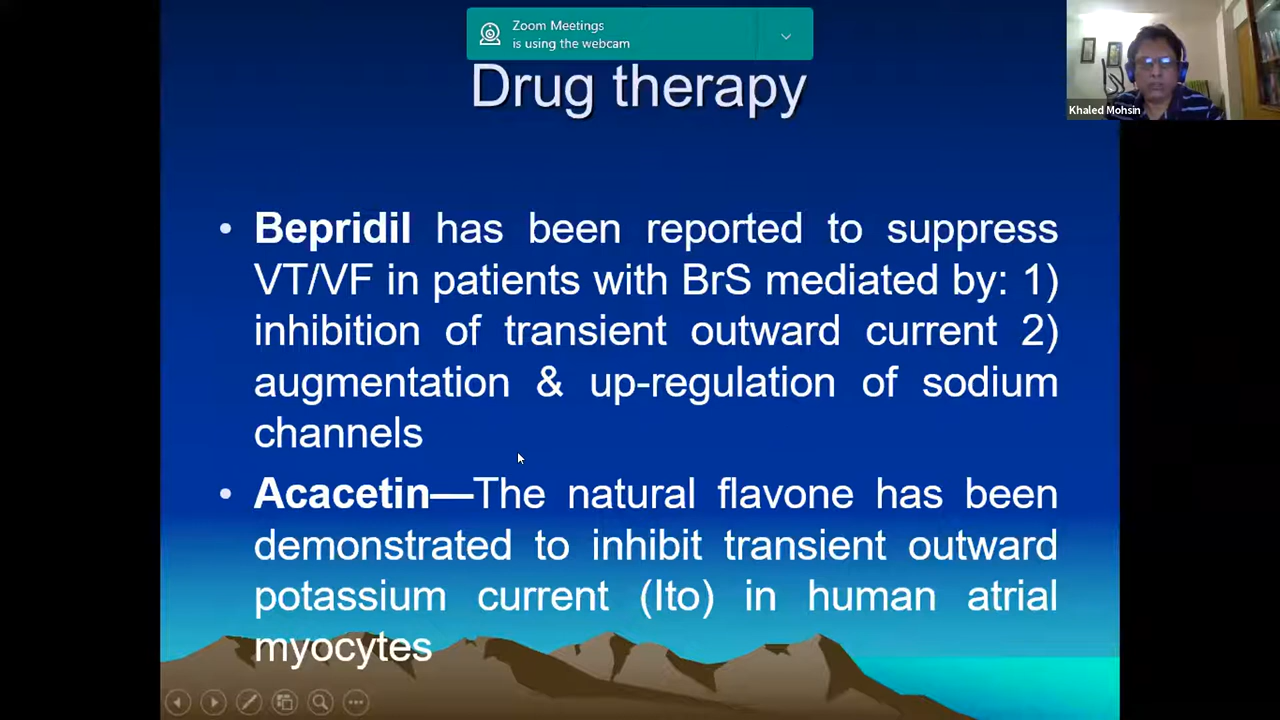 Zoom Meetings
is using the webcam
Khaled Mohsin
Drug therapy
• Bepridil has been reported to suppress
VT/VF in patients with BrS mediated by: 1)
inhibition of transient outward current 2)
augmentation & up-regulation of sodium
channels
• Acacetin—The natural flavone has been
demonstrated to inhibit transient outward
potassium current (Ito) in human atrial
myocytes